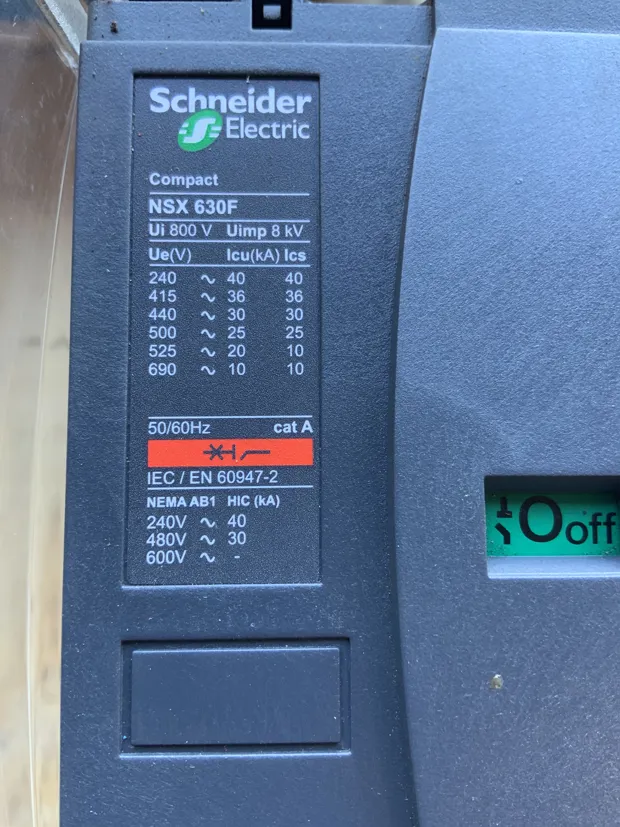 Schneider
Electric
Compact
NSX 630F
Ui 800 V Uimp 8 kV
Ue(V) Icu(kA) Ics
240 ~ 40 40
415 ~ 36 36
440 ~ 30 30
500 ~ 25 25
525 ~ 20 10
690 ~ 10 10
50/60Hz cat A
IEC / EN 60947-2
NEMA AB1 HIC (kA)
240V ~ 40
480V ~ 30
600V ~ -
O off